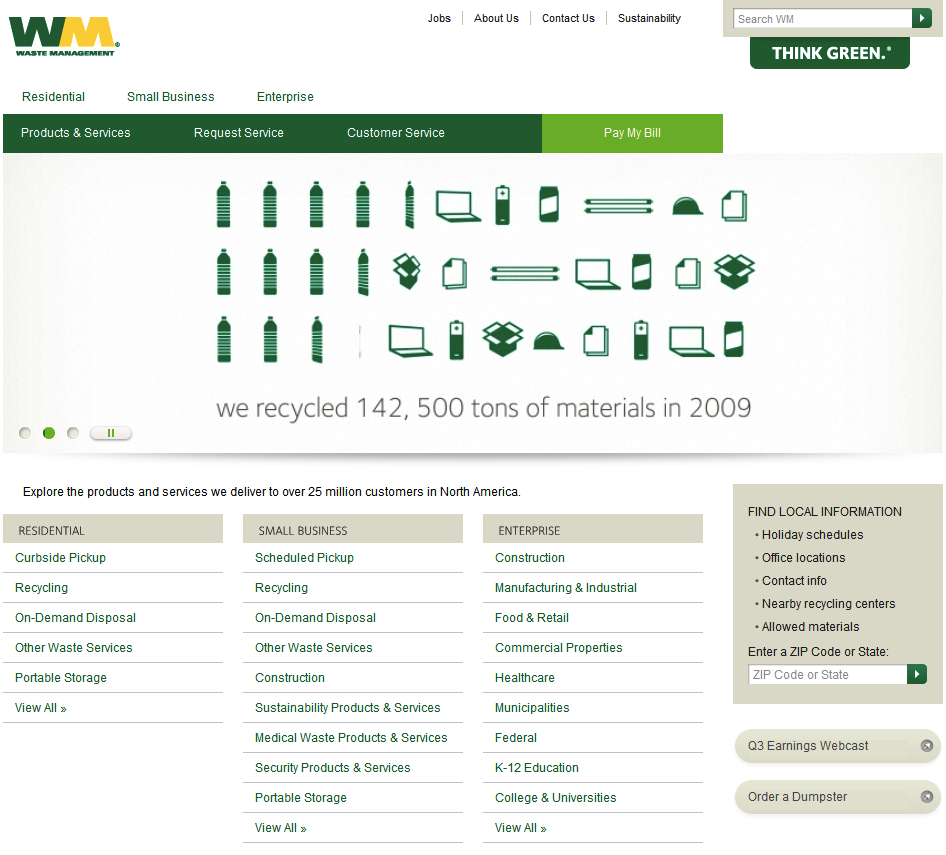 Jobs
About Us
Contact Us
Sustainability
Search WM
WM®
WASTE MANAGEMENT
THINK GREEN.®
Residential
Small Business
Enterprise
Products & Services
Request Service
Customer Service
Pay My Bill
we recycled 142, 500 tons of materials in 2009
Explore the products and services we deliver to over 25 million customers in North America.
RESIDENTIAL
Curbside Pickup
Recycling
On-Demand Disposal
Other Waste Services
Portable Storage
View All »
SMALL BUSINESS
Scheduled Pickup
Recycling
On-Demand Disposal
Other Waste Services
Construction
Sustainability Products & Services
Medical Waste Products & Services
Security Products & Services
Portable Storage
View All »
ENTERPRISE
Construction
Manufacturing & Industrial
Food & Retail
Commercial Properties
Healthcare
Municipalities
Federal
K-12 Education
College & Universities
View All »
FIND LOCAL INFORMATION
• Holiday schedules
• Office locations
• Contact info
• Nearby recycling centers
• Allowed materials
Enter a ZIP Code or State:
ZIP Code or State
Q3 Earnings Webcast
Order a Dumpster